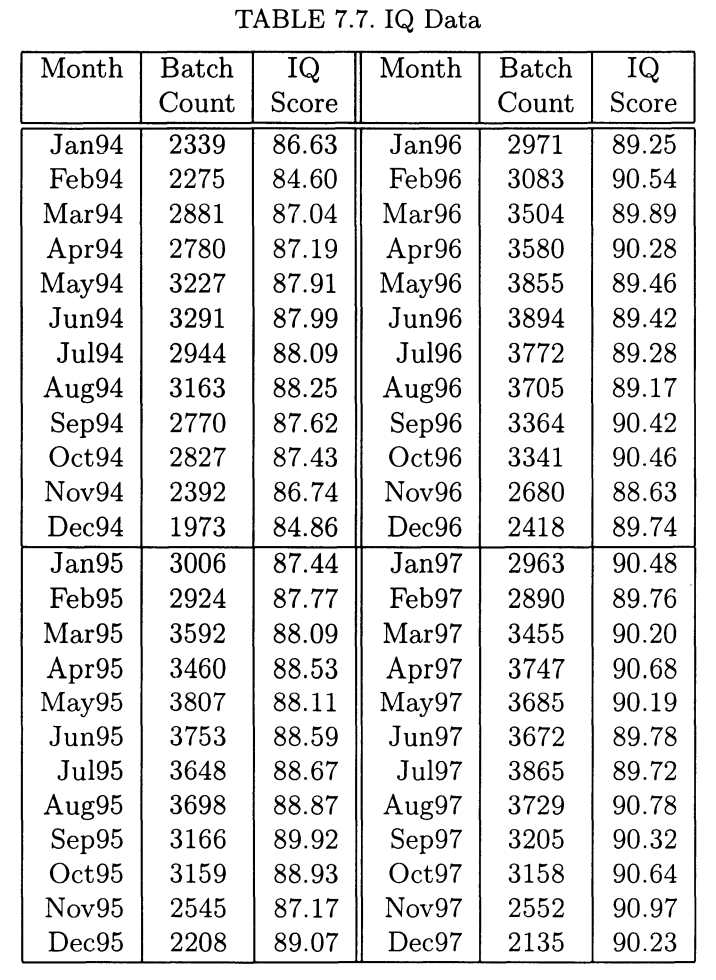 TABLE 7.7. IQ Data
Month Batch IQ Month Batch IQ
Count Score Count Score
Jan94 2339 86.63 Jan96 2971 89.25
Feb94 2275 84.60 Feb96 3083 90.54
Mar94 2881 87.04 Mar96 3504 89.89
Apr94 2780 87.19 Apr96 3580 90.28
May94 3227 87.91 May96 3855 89.46
Jun94 3291 87.99 Jun96 3894 89.42
Jul94 2944 88.09 Jul96 3772 89.28
Aug94 3163 88.25 Aug96 3705 89.17
Sep94 2770 87.62 Sep96 3364 90.42
Oct94 2827 87.43 Oct96 3341 90.46
Nov94 2392 86.74 Nov96 2680 88.63
Dec94 1973 84.86 Dec96 2418 89.74
Jan95 3006 87.44 Jan97 2963 90.48
Feb95 2924 87.77 Feb97 2890 89.76
Mar95 3592 88.09 Mar97 3455 90.20
Apr95 3460 88.53 Apr97 3747 90.68
May95 3807 88.11 May97 3685 90.19
Jun95 3753 88.59 Jun97 3672 89.78
Jul95 3648 88.67 Jul97 3865 89.72
Aug95 3698 88.87 Aug97 3729 90.78
Sep95 3166 89.92 Sep97 3205 90.32
Oct95 3159 88.93 Oct97 3158 90.64
Nov95 2545 87.17 Nov97 2552 90.97
Dec95 2208 89.07 Dec97 2135 90.23